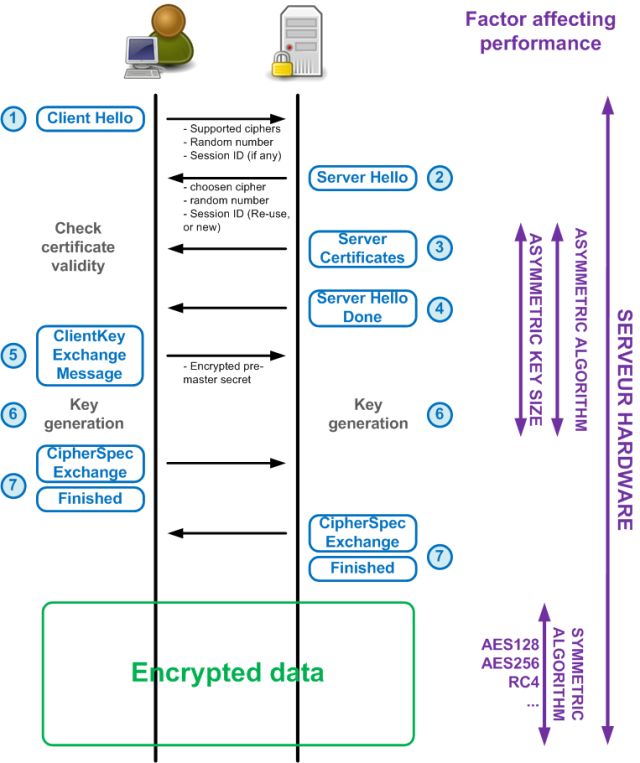 Factor affecting
performance
1
Client Hello
- Supported ciphers
- Random number
- Session ID (if any)
Server Hello
2
- choosen cipher
- random number
- Session ID (Re-use,
or new)
Check
certificate
validity
Server
Certificates
3
Server Hello
Done
4
5
ClientKey
Exchange
Message
- Encrypted pre-
master secret
6
Key
generation
Key
generation
6
7
CipherSpec
Exchange
Finished
CipherSpec
Exchange
Finished
7
Encrypted data
ASYMMETRIC KEY SIZE
ASYMMETRIC ALGORITHM
SERVEUR HARDWARE
AES128
AES256
RC4
...
SYMMETRIC
ALGORITHM